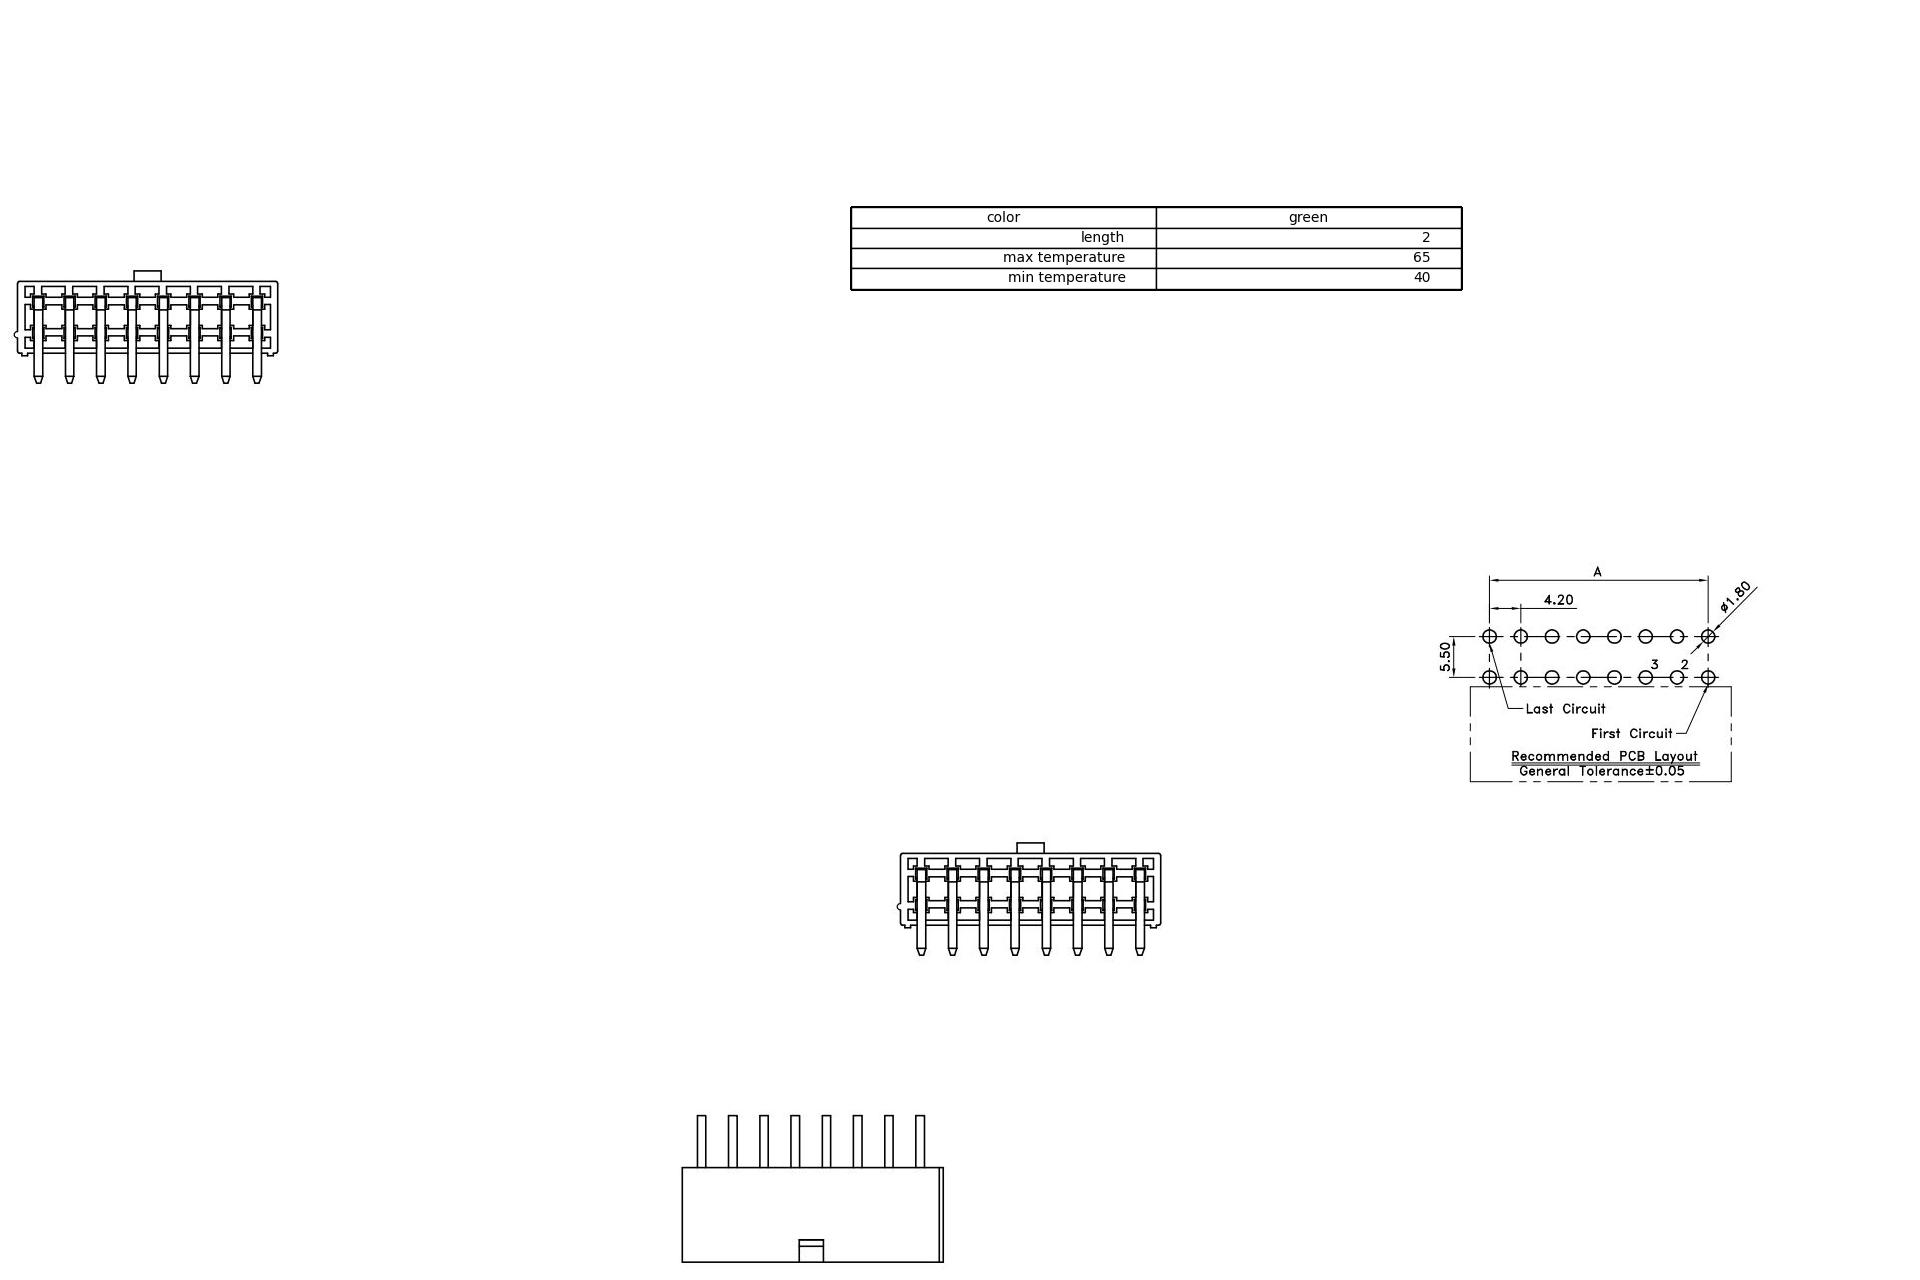 color green
length 2
max temperature 65
min temperature 40
A
4.20
ø1.80
5.50
3 2
Last Circuit
First Circuit
Recommended PCB Layout
General Tolerance±0.05